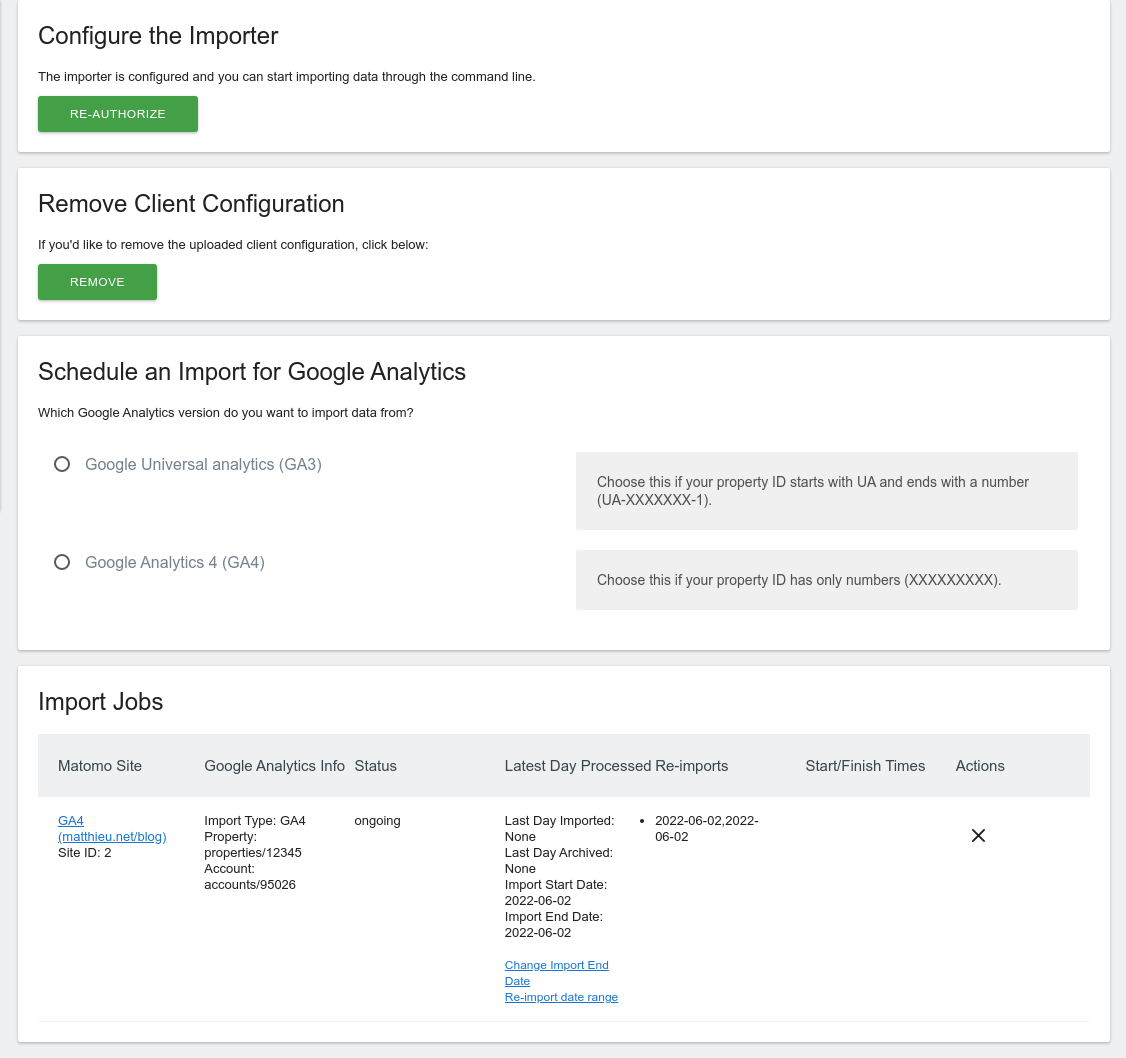 Configure the Importer
The importer is configured and you can start importing data through the command line.
RE-AUTHORIZE
Remove Client Configuration
If you'd like to remove the uploaded client configuration, click below:
REMOVE
Schedule an Import for Google Analytics
Which Google Analytics version do you want to import data from?
Google Universal analytics (GA3)
Choose this if your property ID starts with UA and ends with a number
(UA-XXXXXXX-1).
Google Analytics 4 (GA4)
Choose this if your property ID has only numbers (XXXXXXXXX).
Import Jobs
Matomo Site Google Analytics Info Status Latest Day Processed Re-imports Start/Finish Times Actions
GA4
(matthieu.net/blog)
Site ID: 2
Import Type: GA4
Property:
properties/12345
Account:
accounts/95026
ongoing
Last Day Imported:
None
Last Day Archived:
None
Import Start Date:
2022-06-02
Import End Date:
2022-06-02
Change Import End
Date
Re-import date range
2022-06-02,2022-
06-02